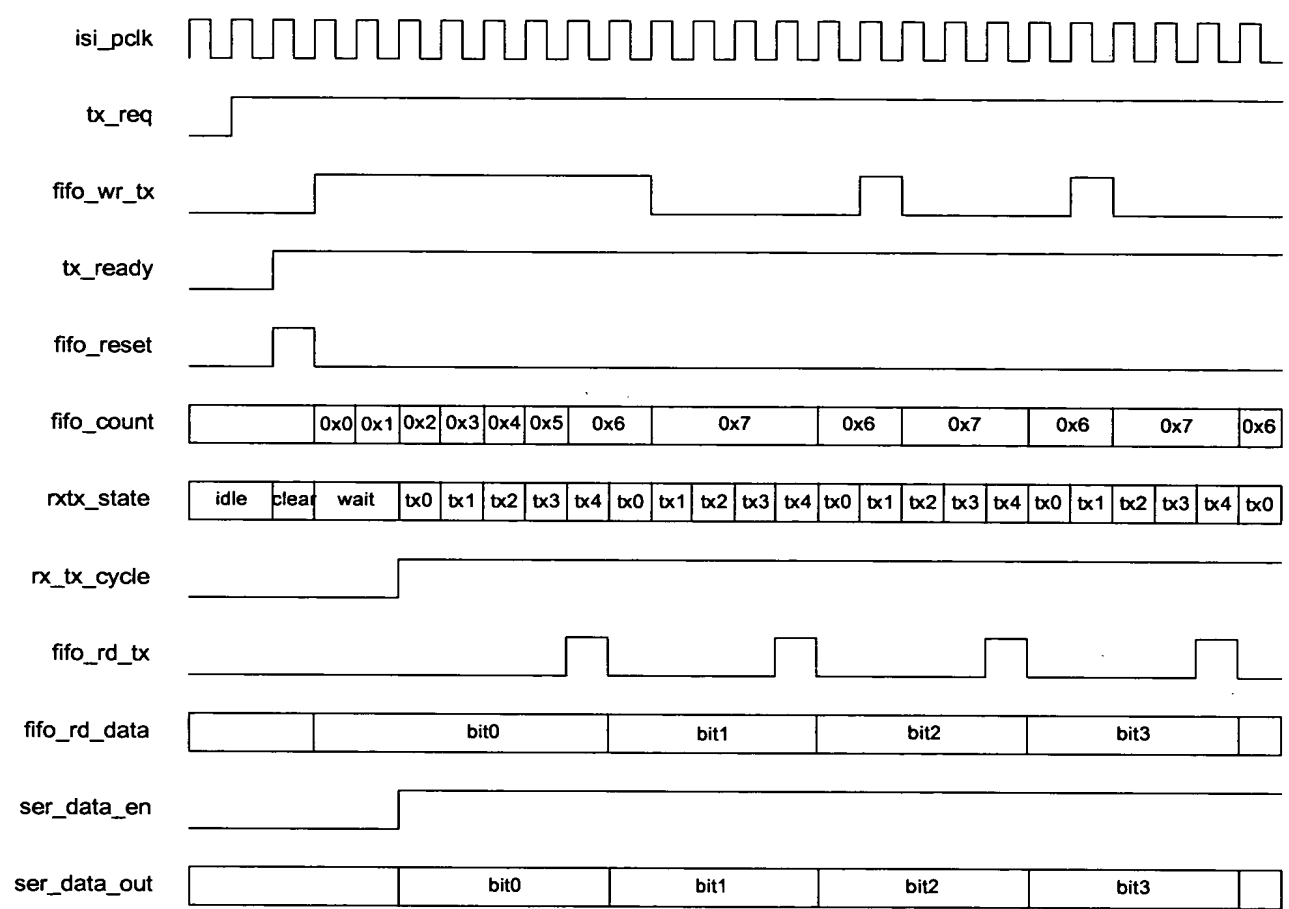 isi_pclk
tx_req
fifo_wr_tx
tx_ready
fifo_reset
fifo_count 0x0 0x1 0x2 0x3 0x4 0x5 0x6 0x7 0x6 0x7 0x6 0x7 0x6
rxtx_state idle clear wait tx0 tx1 tx2 tx3 tx4 tx0 tx1 tx2 tx3 tx4 tx0 tx1 tx2 tx3 tx4 tx0 tx1 tx2 tx3 tx4 tx0
rx_tx_cycle
fifo_rd_tx
fifo_rd_data bit0 bit1 bit2 bit3
ser_data_en
ser_data_out bit0 bit1 bit2 bit3